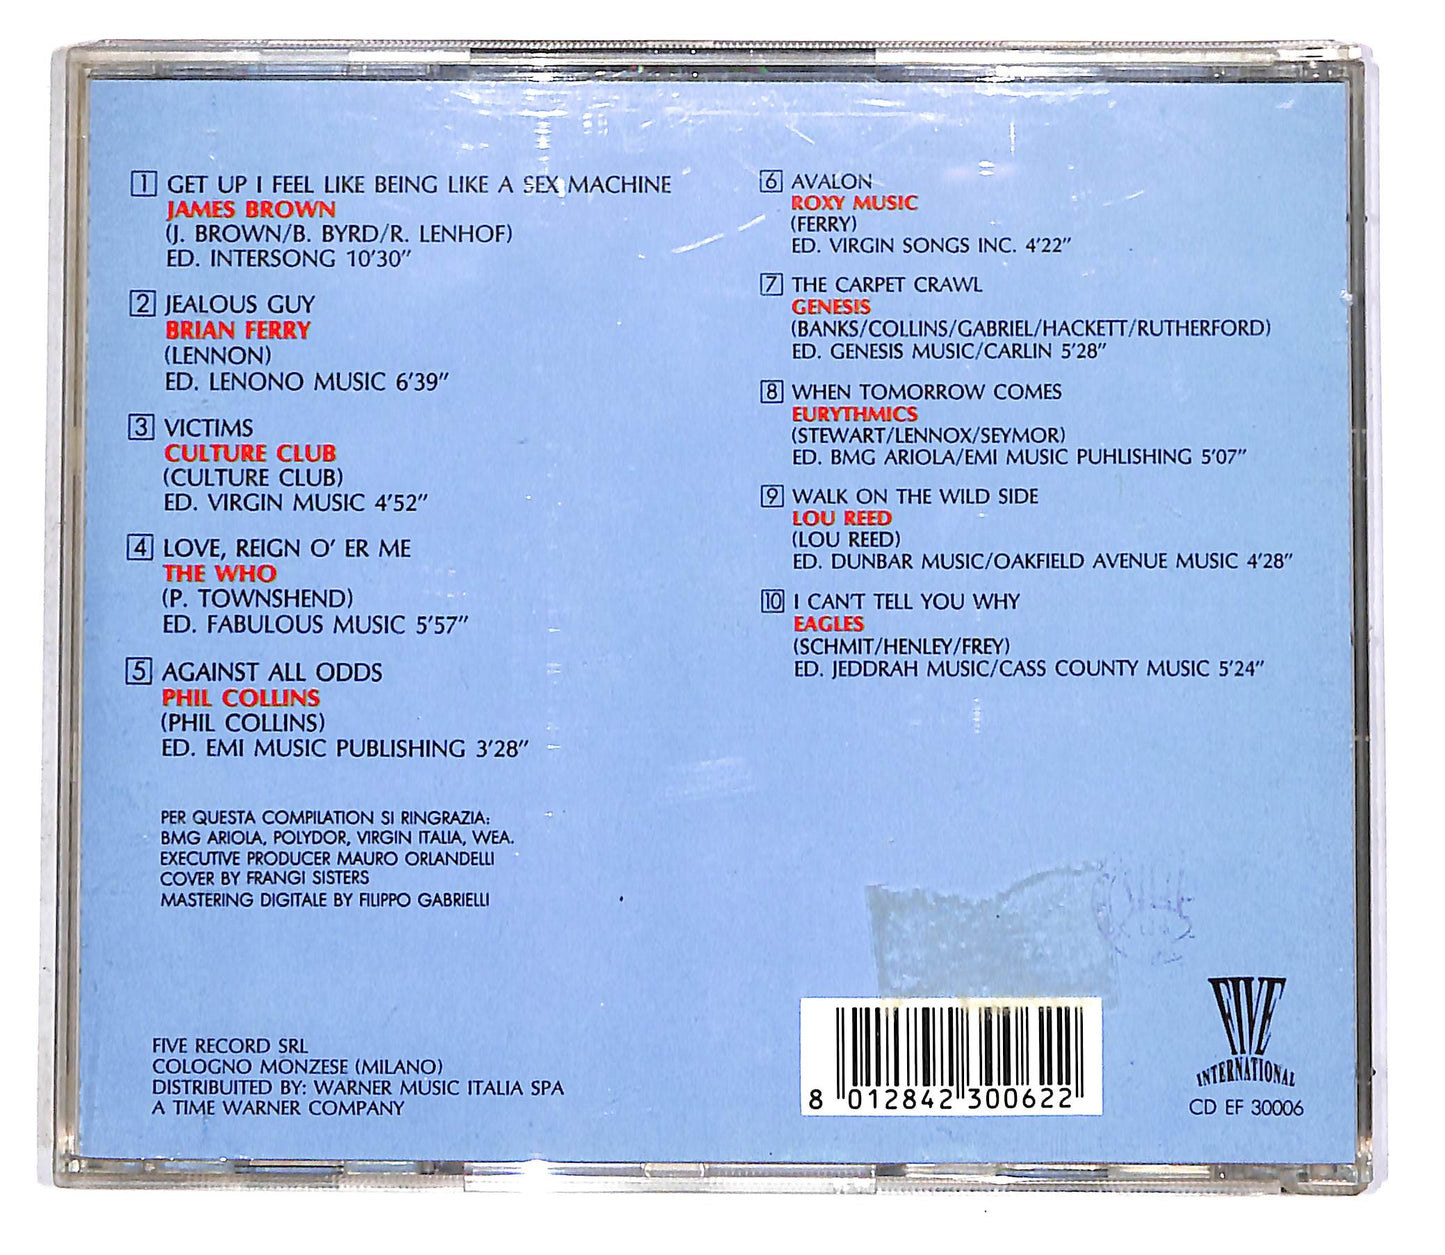 1 GET UP I FEEL LIKE BEING LIKE A SEX MACHINE
JAMES BROWN
(J. BROWN/B. BYRD/R. LENHOF)
ED. INTERSONG 10'30"
2 JEALOUS GUY
BRIAN FERRY
(LENNON)
ED. LENONO MUSIC 6'39"
3 VICTIMS
CULTURE CLUB
(CULTURE CLUB)
ED. VIRGIN MUSIC 4'52"
4 LOVE, REIGN O' ER ME
THE WHO
(P. TOWNSHEND)
ED. FABULOUS MUSIC 5'57"
5 AGAINST ALL ODDS
PHIL COLLINS
(PHIL COLLINS)
ED. EMI MUSIC PUBLISHING 3'28"
PER QUESTA COMPILATION SI RINGRAZIA:
BMG ARIOLA, POLYDOR, VIRGIN ITALIA, WEA.
EXECUTIVE PRODUCER MAURO ORLANDELLI
COVER BY FRANGI SISTERS
MASTERING DIGITALE BY FILIPPO GABRIELLI
FIVE RECORD SRL
COLOGNO MONZESE (MILANO)
DISTRIBUITED BY: WARNER MUSIC ITALIA SPA
A TIME WARNER COMPANY
6 AVALON
ROXY MUSIC
(FERRY)
ED. VIRGIN SONGS INC. 4'22"
7 THE CARPET CRAWL
GENESIS
(BANKS/COLLINS/GABRIEL/HACKETT/RUTHERFORD)
ED. GENESIS MUSIC/CARLIN 5'28"
8 WHEN TOMORROW COMES
EURYTHMICS
(STEWART/LENNOX/SEYMOR)
ED. BMG ARIOLA/EMI MUSIC PUHLISHING 5'07"
9 WALK ON THE WILD SIDE
LOU REED
(LOU REED)
ED. DUNBAR MUSIC/OAKFIELD AVENUE MUSIC 4'28"
10 I CAN'T TELL YOU WHY
EAGLES
(SCHMIT/HENLEY/FREY)
ED. JEDDRAH MUSIC/CASS COUNTY MUSIC 5'24"
8 012842 300622
FIVE
INTERNATIONAL
CD EF 30006